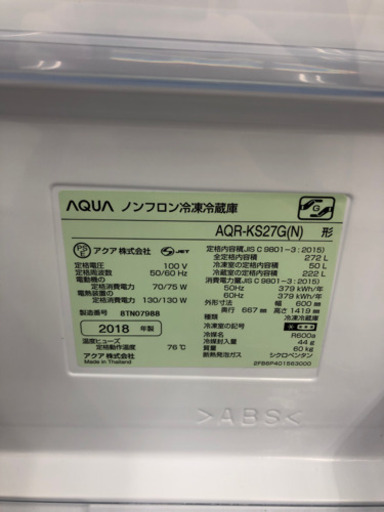 AQUA ノンフロン冷凍冷蔵庫
AQR-KS27G(N) 形
PSE アクア株式会社 JET
定格電圧 100 V
定格周波数 50/60 Hz
電動機の
定格消費電力 70/75 W
電熱装置の
定格消費電力 130/130 W
製造番号 8TN07988
2018 年製
温度ヒューズ
定格動作温度 76℃
アクア株式会社
Made in Thailand
定格内容積(JIS C 9801-3 : 2015)
全定格内容積 272 L
冷凍室の定格内容積 50 L
冷蔵室の定格内容積 222 L
消費電力量(JIS C 9801-3 : 2015)
50Hz 379 kWh/年
60Hz 379 kWh/年
外形寸法 幅 600 mm
奥行 667 mm 高さ 1419 mm
種類 冷凍冷蔵庫
冷凍室の記号
冷媒名 R600a
冷媒封入量 44 g
質量 60 kg
断熱発泡ガス シクロペンタン
>ABS<